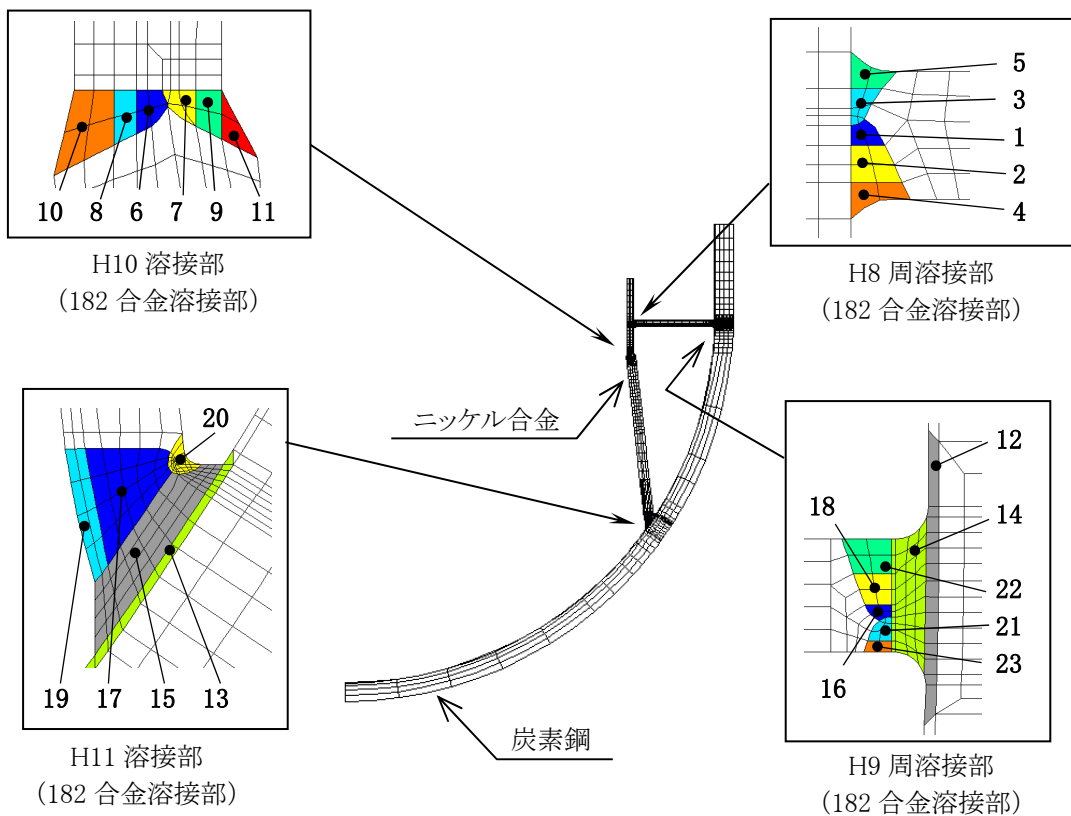 10 8 6 7 9 11
H10 溶接部
(182 合金溶接部)
5
3
1
2
4
H8 周溶接部
(182 合金溶接部)
ニッケル合金
炭素鋼
20
19 17 15 13
H11 溶接部
(182 合金溶接部)
12
18
14
22
21
16
23
H9 周溶接部
(182 合金溶接部)